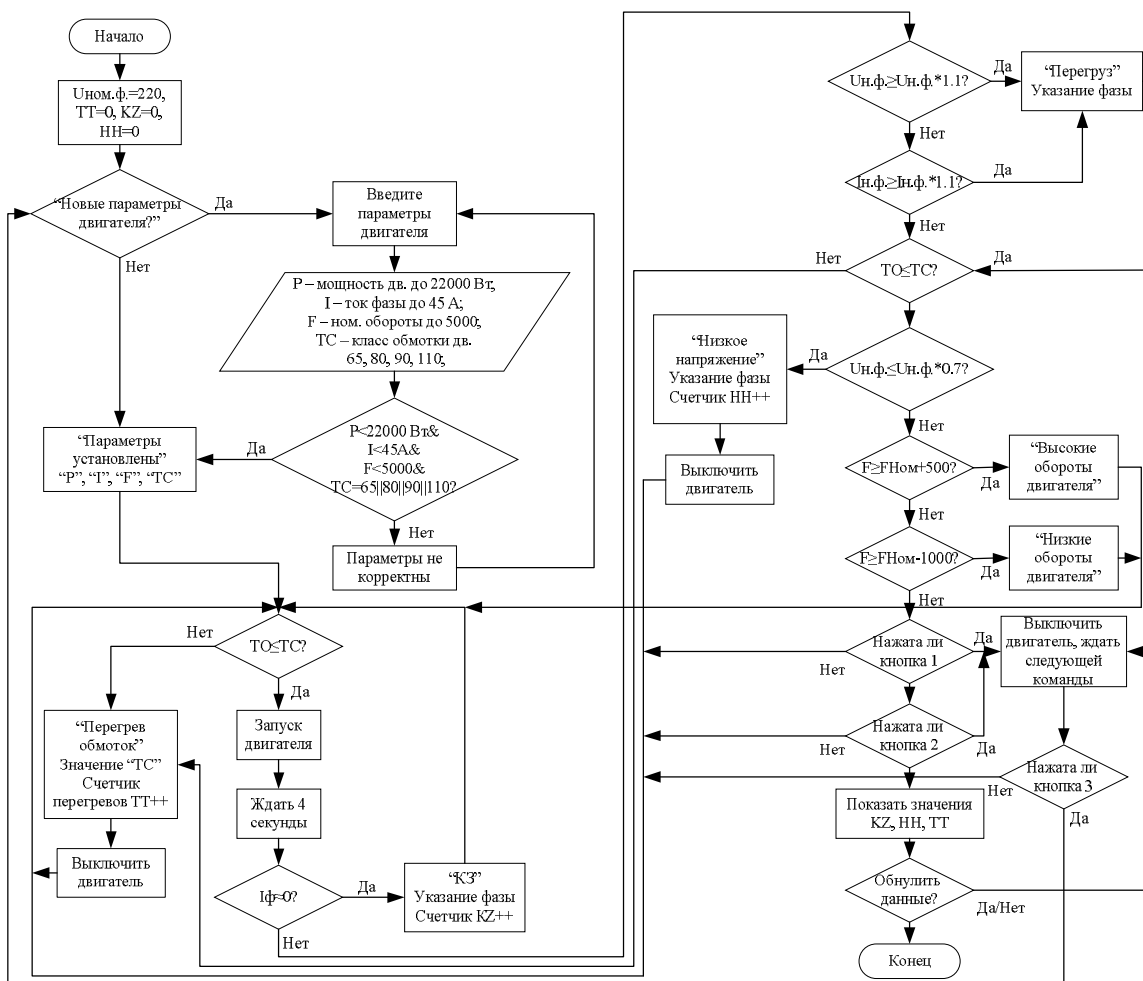 Начало
Uном.ф.=220,
TT=0, KZ=0,
HH=0
“Новые параметры
двигателя?”
Да
Нет
Введите
параметры
двигателя
P – мощность дв. до 22000 Вт;
I – ток фазы до 45 А;
F – ном. обороты до 5000;
TC – класс обмотки дв.
65, 80, 90, 110;
P<22000 Вт&
I<45А&
F<5000&
TC=65||80||90||110?
Да
Нет
“Параметры
установлены”
“P”, “I”, “F”, “TC”
Параметры не
корректны
TO≤TC?
Нет
Да
“Перегрев
обмоток”
Значение “TC”
Счетчик
перегревов TT++
Выключить
двигатель
Запуск
двигателя
Ждать 4
секунды
Iф≈0?
Да
Нет
“КЗ”
Указание фазы
Счетчик KZ++
Uн.ф.≥Uн.ф.*1.1?
Да
Нет
“Перегруз”
Указание фазы
Iн.ф.≥Iн.ф.*1.1?
Да
Нет
TO≤TC?
Нет
Да
Uн.ф.≤Uн.ф.*0.7?
Да
Нет
“Низкое
напряжение”
Указание фазы
Счетчик HH++
Выключить
двигатель
F≥FНом+500?
Да
Нет
“Высокие
обороты
двигателя”
F≥FНом-1000?
Да
Нет
“Низкие
обороты
двигателя”
Нажата ли
кнопка 1
Да
Нет
Выключить
двигатель, ждать
следующей
команды
Нажата ли
кнопка 2
Нет
Да
Нажата ли
кнопка 3
Нет
Да
Показать значения
KZ, HH, TT
Обнулить
данные?
Да/Нет
Конец